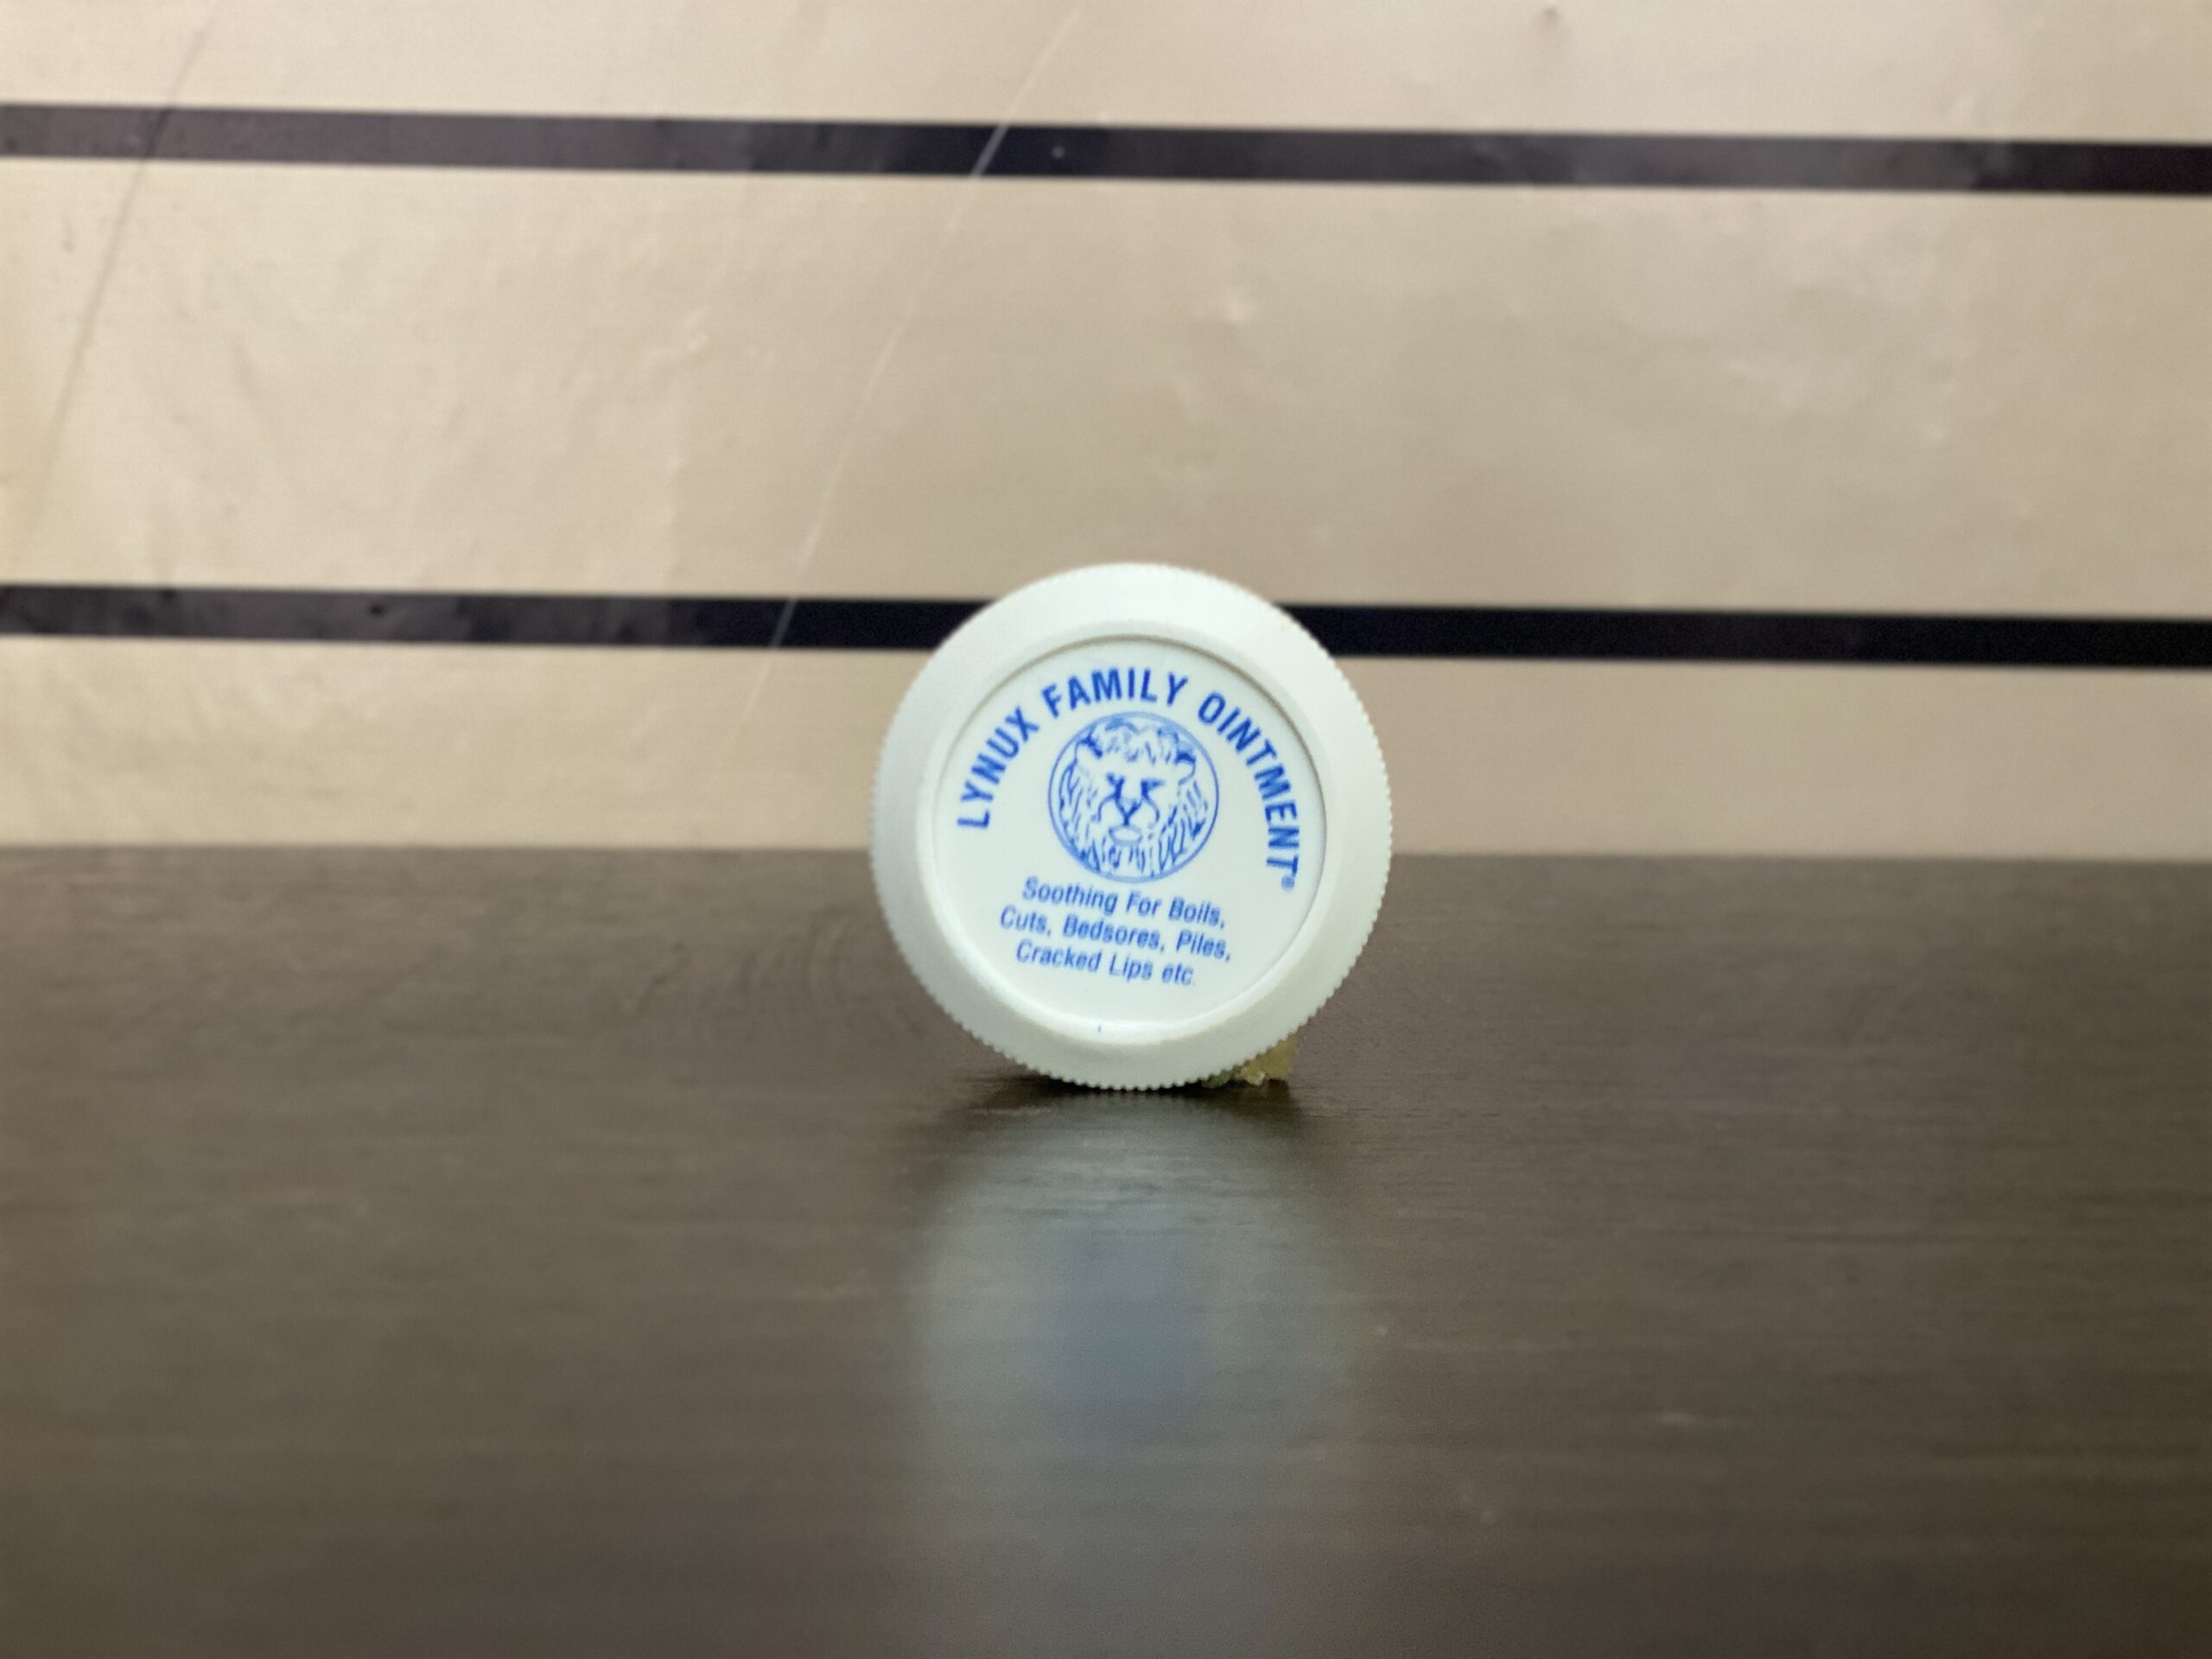 LYNUX FAMILY OINTMENT®
Soothing For Boils,
Cuts, Bedsores, Piles,
Cracked Lips etc.